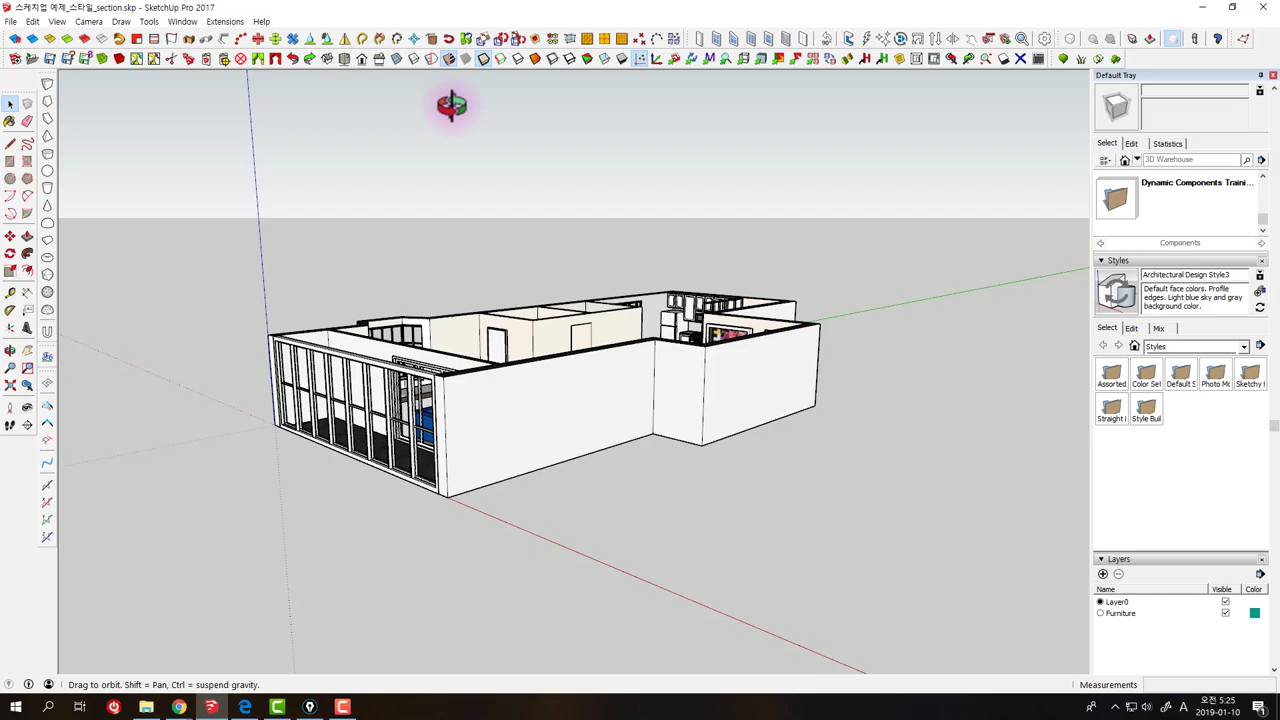 스케치업 예제_스타일_section.skp - SketchUp Pro 2017
File Edit View Camera Draw Tools Window Extensions Help
Default Tray
Select Edit Statistics
3D Warehouse
Dynamic Components Traini...
Components
Styles
Architectural Design Style3
Default face colors. Profile
edges. Light blue sky and gray
background color.
Select Edit Mix
Styles
Assorted Color Se Default S Photo Mo Sketchy I
Straight I Style Buil
Layers
Name Visible Color
Layer0
Furniture
Drag to orbit. Shift = Pan, Ctrl = suspend gravity.
Measurements
A
오전 5:25
2019-01-10